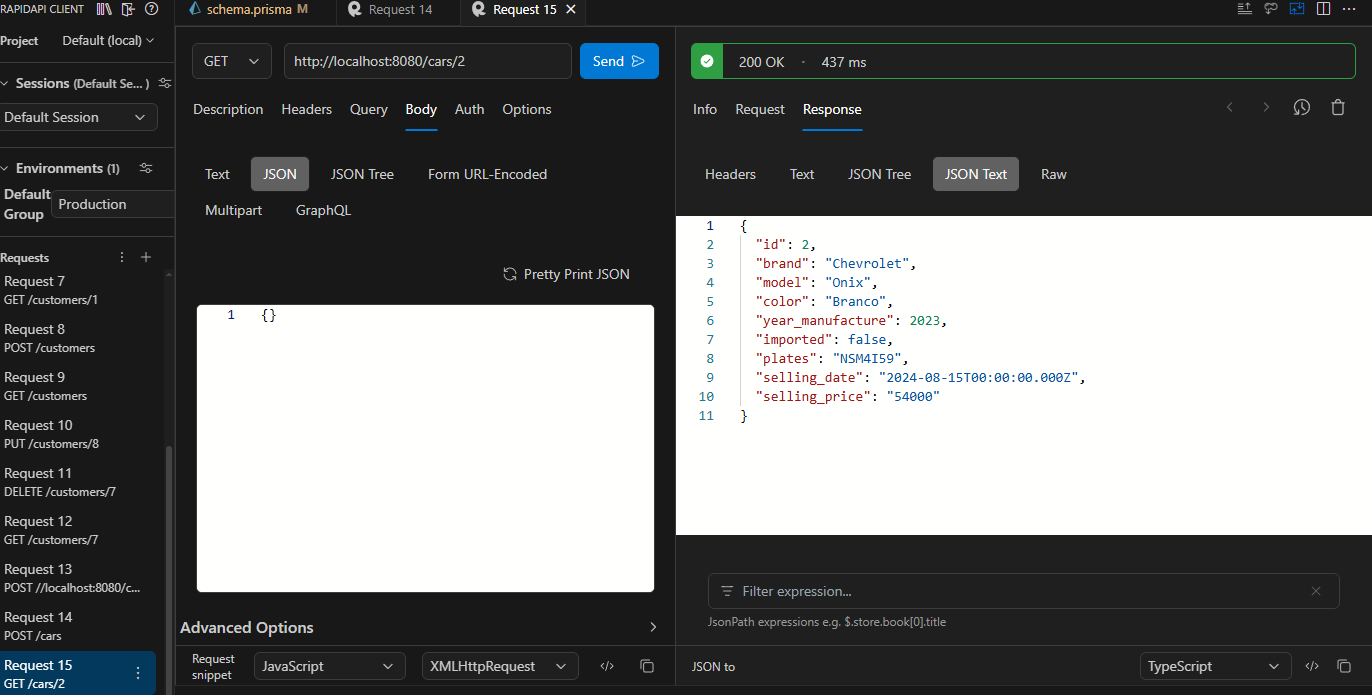 RAPIDAPI CLIENT
schema.prisma M
Request 14
Request 15
Project
Default (local)
Sessions (Default Se... )
Default Session
Environments (1)
Default
Group
Production
Requests
Request 7
GET /customers/1
Request 8
POST /customers
Request 9
GET /customers
Request 10
PUT /customers/8
Request 11
DELETE /customers/7
Request 12
GET /customers/7
Request 13
POST //localhost:8080/c...
Request 14
POST /cars
Request 15
GET /cars/2
GET
http://localhost:8080/cars/2
Send
Description Headers Query Body Auth Options
Text JSON JSON Tree Form URL-Encoded
Multipart GraphQL
Pretty Print JSON
1 {}
Advanced Options
Request
snippet
JavaScript
XMLHttpRequest
200 OK · 437 ms
Info Request Response
Headers Text JSON Tree JSON Text Raw
1 {
2 "id": 2,
3 "brand": "Chevrolet",
4 "model": "Onix",
5 "color": "Branco",
6 "year_manufacture": 2023,
7 "imported": false,
8 "plates": "NSM4I59",
9 "selling_date": "2024-08-15T00:00:00.000Z",
10 "selling_price": "54000"
11 }
Filter expression...
JsonPath expressions e.g. $.store.book[0].title
JSON to
TypeScript